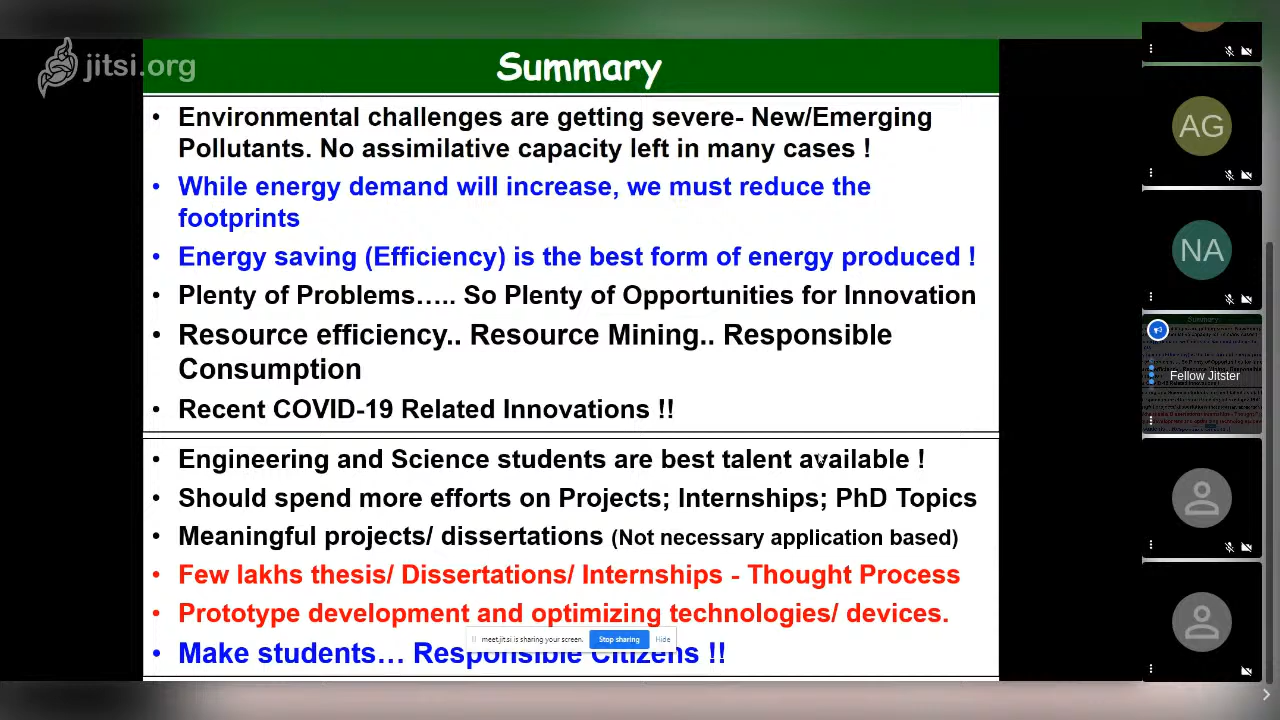 jitsi.org
Summary
Environmental challenges are getting severe- New/Emerging
Pollutants. No assimilative capacity left in many cases !
While energy demand will increase, we must reduce the
footprints
Energy saving (Efficiency) is the best form of energy produced !
Plenty of Problems….. So Plenty of Opportunities for Innovation
Resource efficiency.. Resource Mining.. Responsible
Consumption
Recent COVID-19 Related Innovations !!
Engineering and Science students are best talent available !
Should spend more efforts on Projects; Internships; PhD Topics
Meaningful projects/ dissertations (Not necessary application based)
Few lakhs thesis/ Dissertations/ Internships - Thought Process
Prototype development and optimizing technologies/ devices.
meet.jit.si is sharing your screen. Stop sharing Hide
Make students… Responsible Citizens !!
AG
NA
Summary
Fellow Jitster